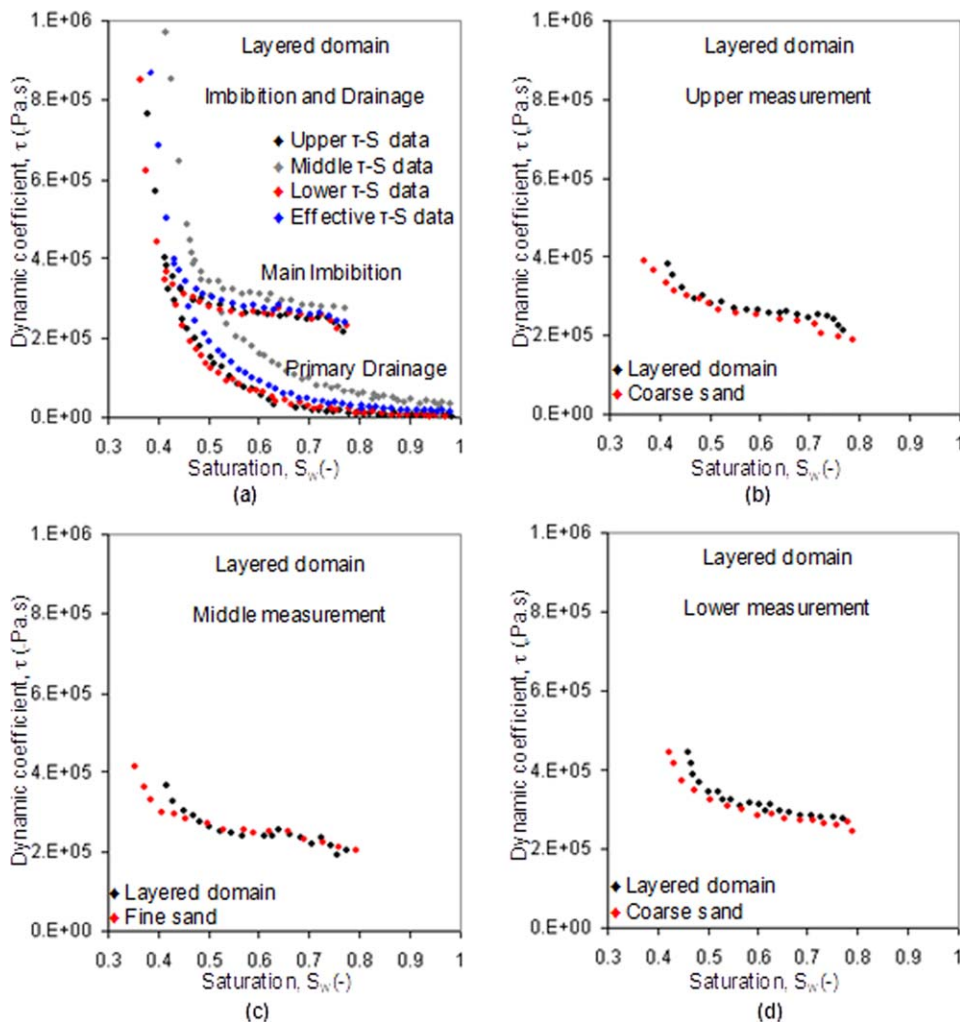 1.E+06
8.E+05
6.E+05
4.E+05
2.E+05
0.E+00
Dynamic coefficient, τ (.Pa.s)
Layered domain
Imbibition and Drainage
Upper τ-S data
Middle τ-S data
Lower τ-S data
Effective τ-S data
Main Imbibition
Primary Drainage
0.3 0.4 0.5 0.6 0.7 0.8 0.9 1
Saturation, Sw(-)
(a)
1.E+06
8.E+05
6.E+05
4.E+05
2.E+05
0.E+00
Dynamic coefficient, τ (.Pa.s)
Layered domain
Upper measurement
Layered domain
Coarse sand
0.3 0.4 0.5 0.6 0.7 0.8 0.9 1
Saturation, Sw(-)
(b)
1.E+06
8.E+05
6.E+05
4.E+05
2.E+05
0.E+00
Dynamic coefficient, τ (.Pa.s)
Layered domain
Middle measurement
Layered domain
Fine sand
0.3 0.4 0.5 0.6 0.7 0.8 0.9 1
Saturation, Sw(-)
(c)
1.E+06
8.E+05
6.E+05
4.E+05
2.E+05
0.E+00
Dynamic coefficient, τ (.Pa.s)
Layered domain
Lower measurement
Layered domain
Coarse sand
0.3 0.4 0.5 0.6 0.7 0.8 0.9 1
Saturation, Sw(-)
(d)